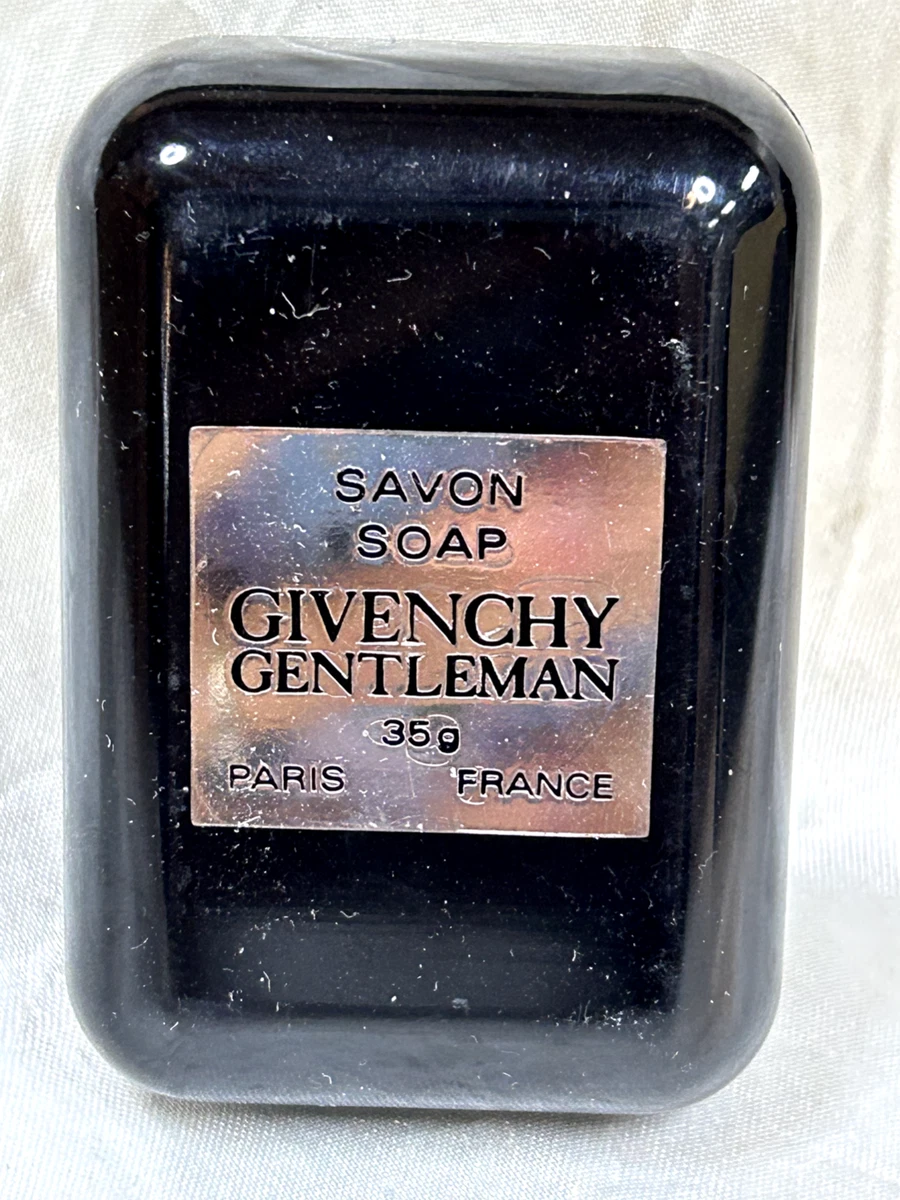 SAVON
SOAP
GIVENCHY
GENTLEMAN
35g
PARIS FRANCE